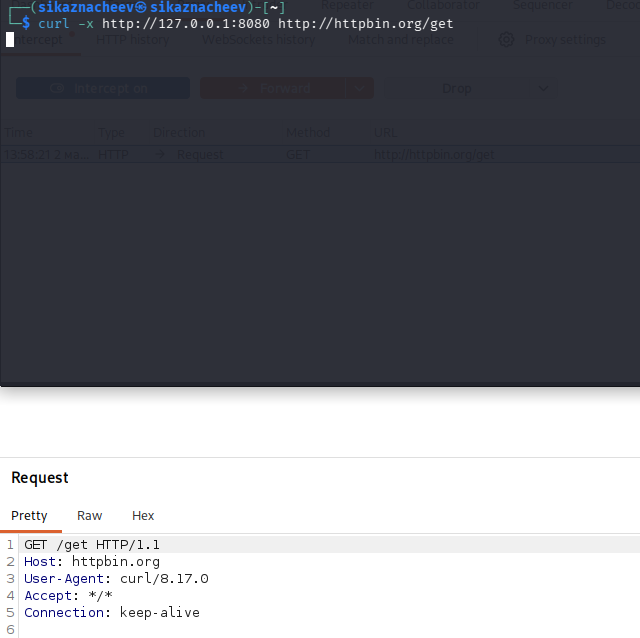 Repeater Collaborator Sequencer
┌──(sikaznacheev㉿sikaznacheev)-[~]
└─$ curl -x http://127.0.0.1:8080 http://httpbin.org/get
Intercept HTTP history WebSockets history Match and replace Proxy settings
Intercept on Forward Drop
Time Type Direction Method URL
13:58:21 2 ма... HTTP → Request GET http://httpbin.org/get
Request
Pretty Raw Hex
1 GET /get HTTP/1.1
2 Host: httpbin.org
3 User-Agent: curl/8.17.0
4 Accept: */*
5 Connection: keep-alive
6